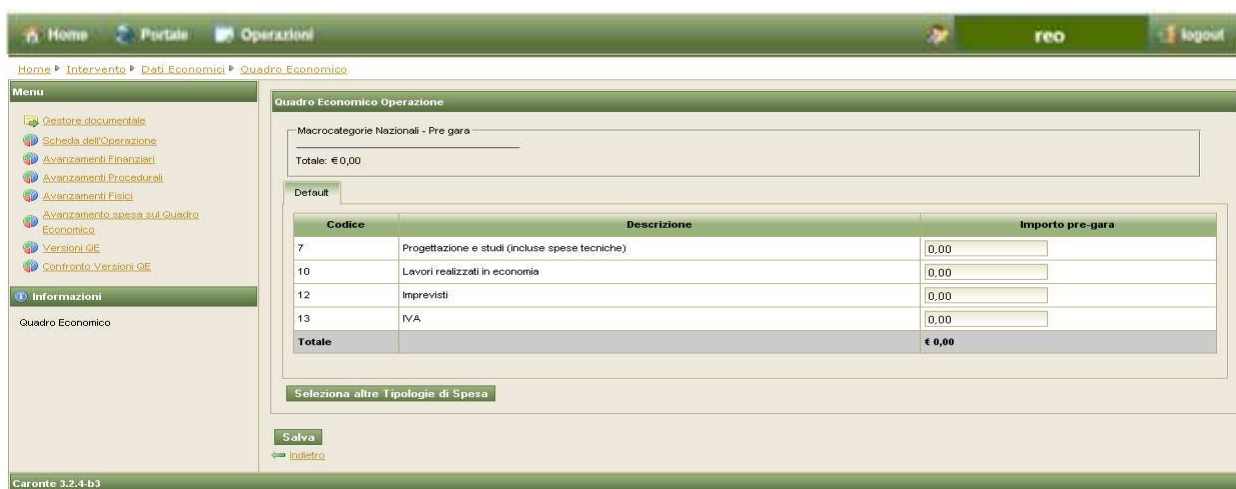 Home Portale Operazioni reo logout
Home Intervento Dati Economici Quadro Economico
Menu
Gestore documentale
Scheda dell'Operazione
Avanzamenti Finanziari
Avanzamenti Procedurali
Avanzamenti Fisici
Avanzamento spesa sul Quadro
Economico
Versioni QE
Confronto Versioni QE
Informazioni
Quadro Economico
Quadro Economico Operazione
Macrocategorie Nazionali - Pre gara
Totale: €0,00
Default
Codice Descrizione Importo pre-gara
7 Progettazione e studi (incluse spese tecniche) 0,00
10 Lavori realizzati in economia 0,00
12 Imprevisti 0,00
13 IVA 0,00
Totale € 0,00
Seleziona altre Tipologie di Spesa
Salva
Indietro
Caronte 3.2.4-b3